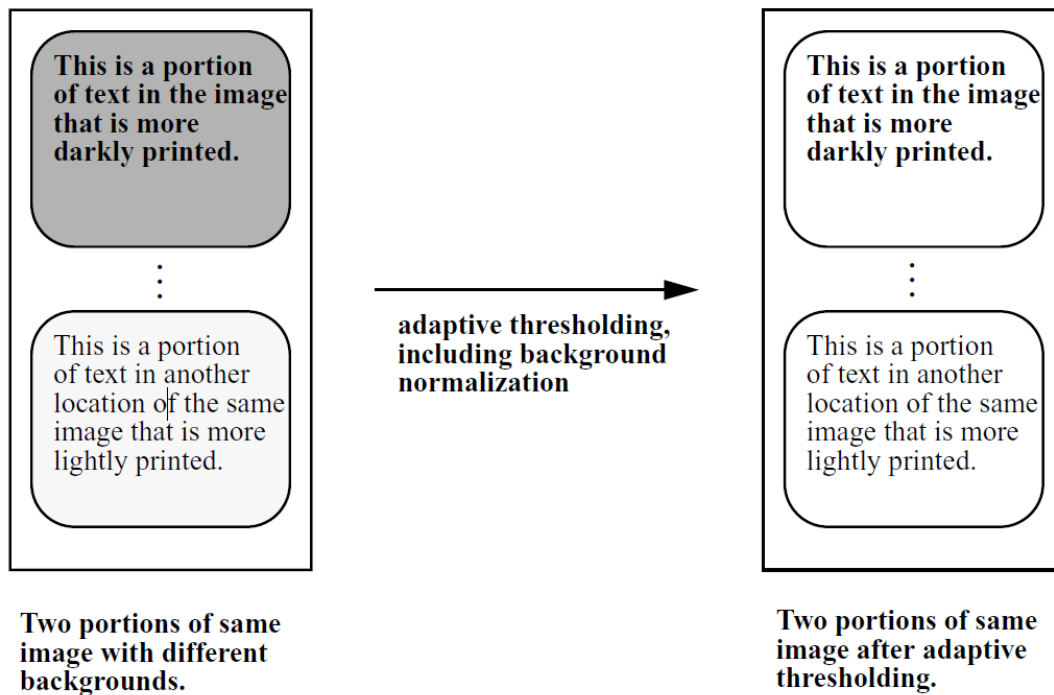 This is a portion
of text in the image
that is more
darkly printed.
This is a portion
of text in another
location of the same
image that is more
lightly printed.
Two portions of same
image with different
backgrounds.
adaptive thresholding,
including background
normalization
This is a portion
of text in the image
that is more
darkly printed.
This is a portion
of text in another
location of the same
image that is more
lightly printed.
Two portions of same
image after adaptive
thresholding.